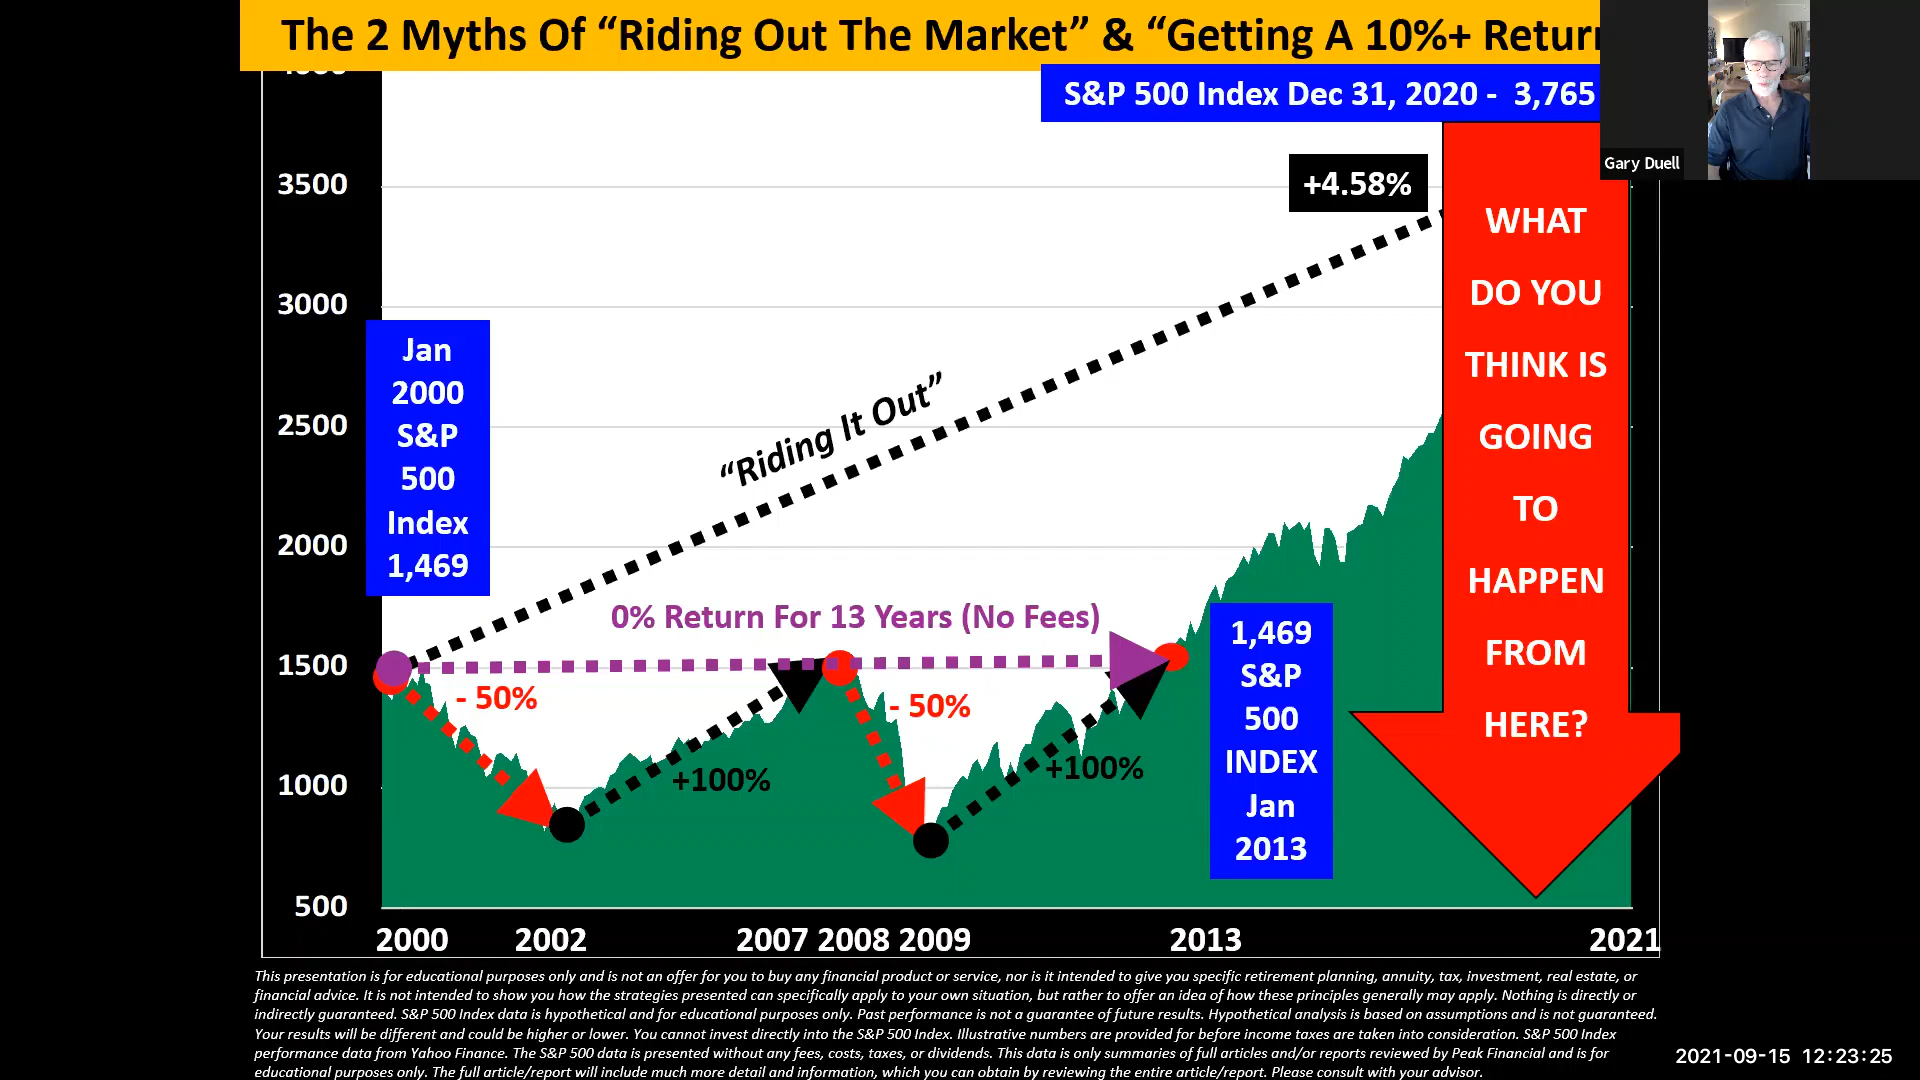 The 2 Myths Of “Riding Out The Market” & “Getting A 10%+ Retur
S&P 500 Index Dec 31, 2020 - 3,765
Gary Duell
+4.58%
3500
3000
2500
2000
1500
1000
500
Jan
2000
S&P
500
Index
1,469
“Riding It Out”
0% Return For 13 Years (No Fees)
- 50%
+100%
- 50%
+100%
1,469
S&P
500
INDEX
Jan
2013
WHAT
DO YOU
THINK IS
GOING
TO
HAPPEN
FROM
HERE?
2000 2002 2007 2008 2009 2013 2021
This presentation is for educational purposes only and is not an offer for you to buy any financial product or service, nor is it intended to give you specific retirement planning, annuity, tax, investment, real estate, or
financial advice. It is not intended to show you how the strategies presented can specifically apply to your own situation, but rather to offer an idea of how these principles generally may apply. Nothing is directly or
indirectly guaranteed. S&P 500 Index data is hypothetical and for educational purposes only. Past performance is not a guarantee of future results. Hypothetical analysis is based on assumptions and is not guaranteed.
Your results will be different and could be higher or lower. You cannot invest directly into the S&P 500 Index. Illustrative numbers are provided for before income taxes are taken into consideration. S&P 500 Index
performance data from Yahoo Finance. The S&P 500 data is presented without any fees, costs, taxes, or dividends. This data is only summaries of full articles and/or reports reviewed by Peak Financial and is for
educational purposes only. The full article/report will include much more detail and information, which you can obtain by reviewing the entire article/report. Please consult with your advisor.
2021-09-15 12:23:25